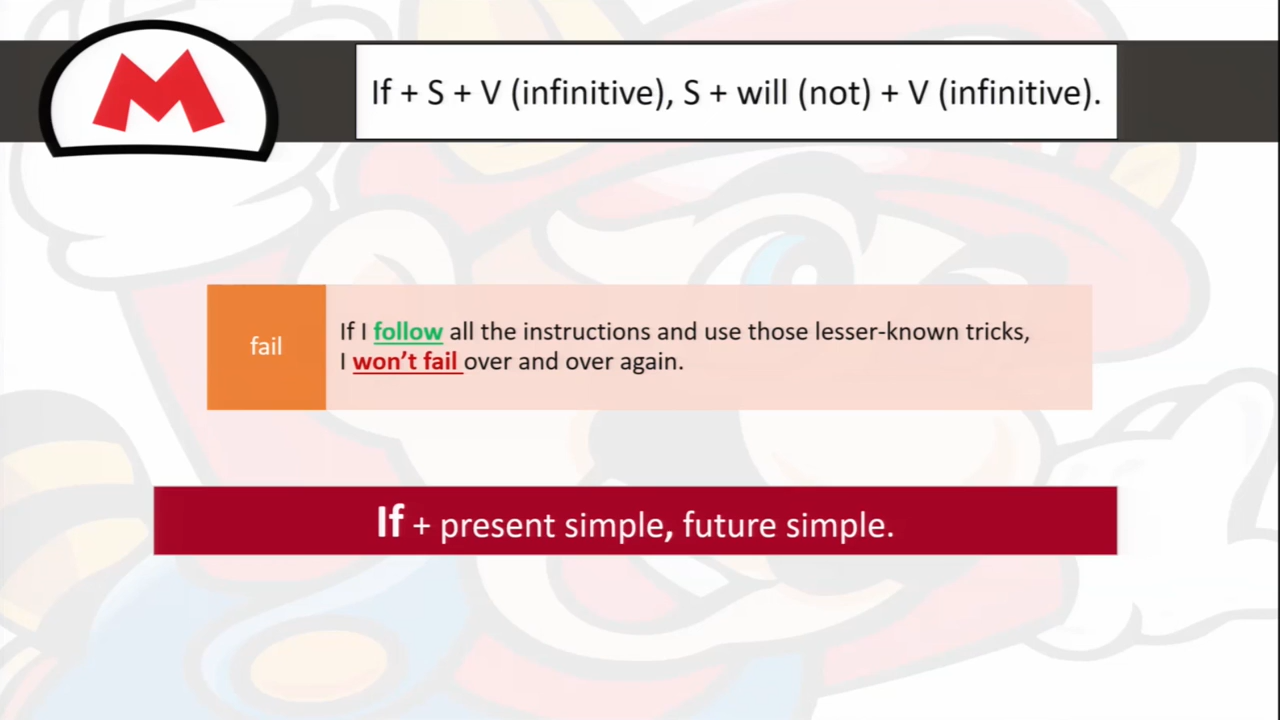 M
If + S + V (infinitive), S + will (not) + V (infinitive).
fail
If I follow all the instructions and use those lesser-known tricks,
I won’t fail over and over again.
If + present simple, future simple.